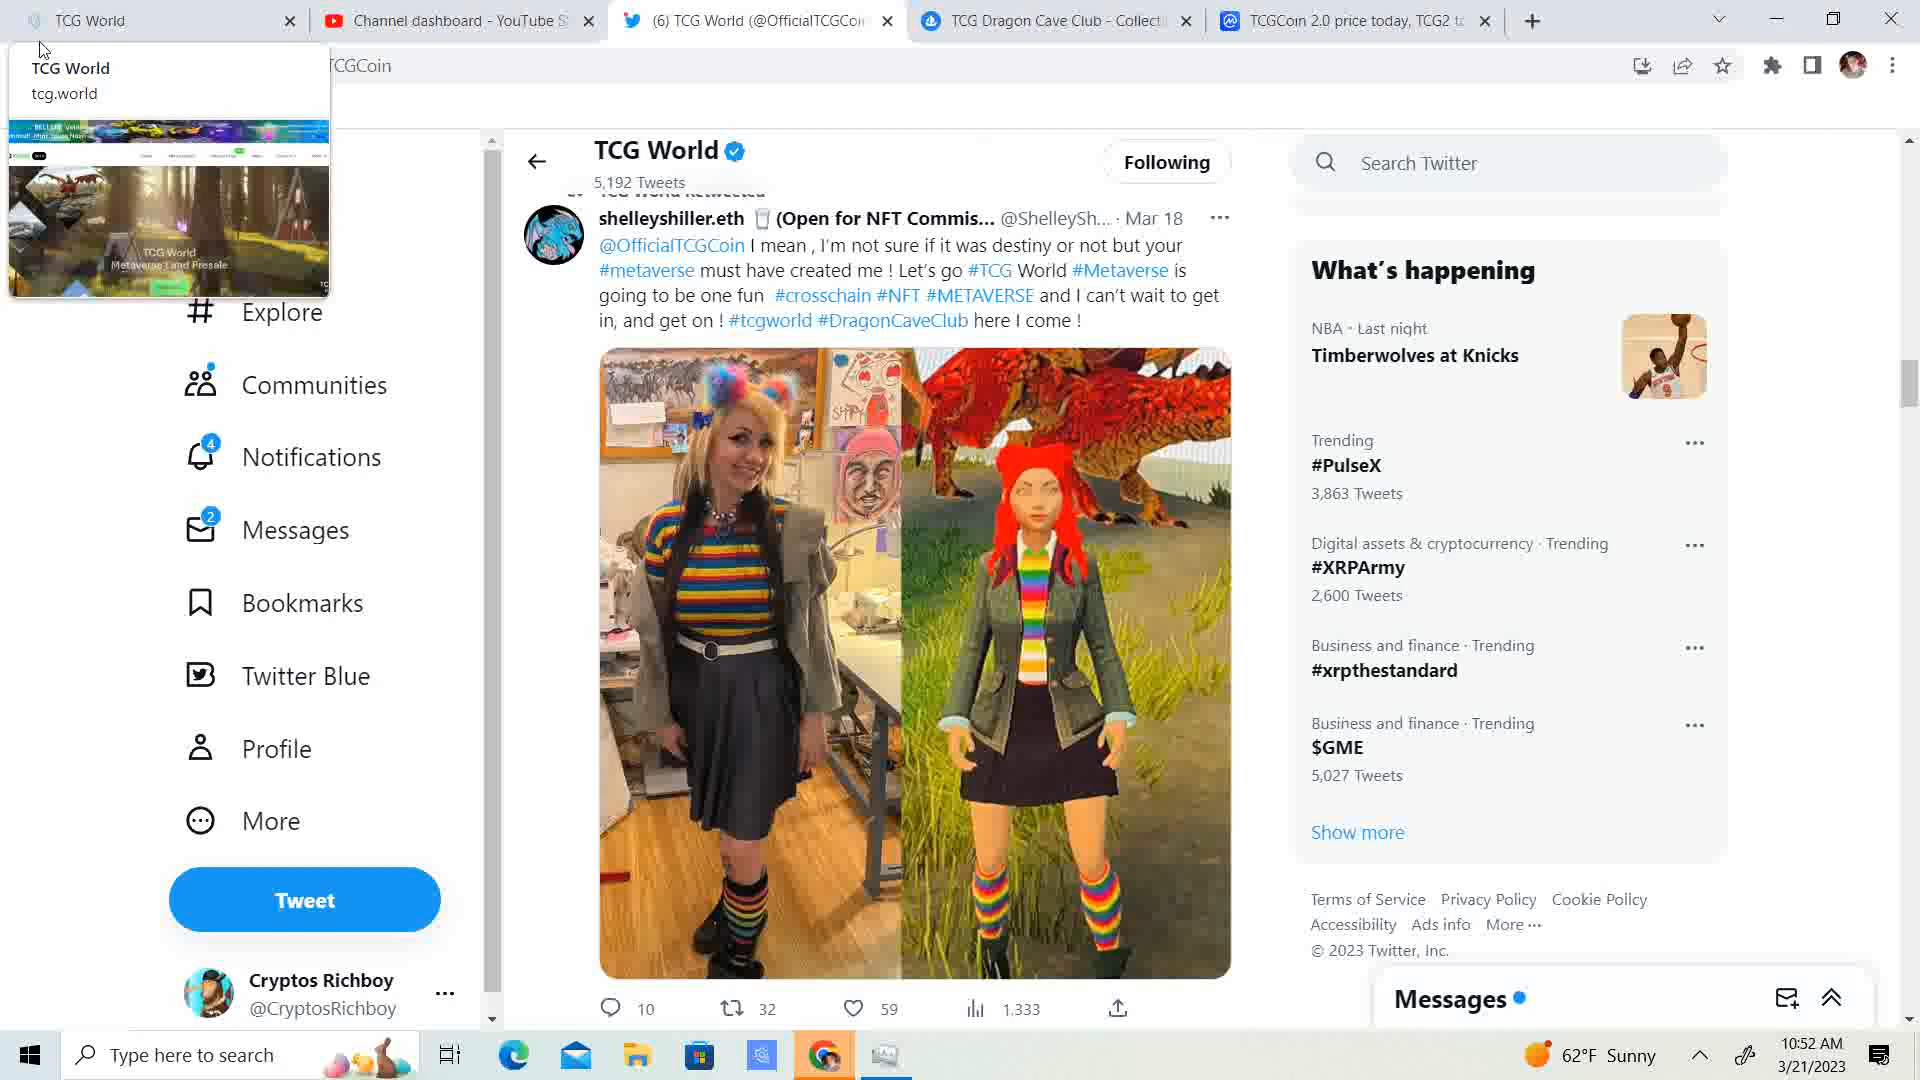 TCG World
Channel dashboard - YouTube S
(6) TCG World (@OfficialTCGCoi
TCG Dragon Cave Club - Collecti
TCGCoin 2.0 price today, TCG2 to
TCG World
tcg.world
TCGCoin
TCG World
Metaverse Land Presale
TCG World
5,192 Tweets
Following
Search Twitter
TCG World Retweeted
shelleyshiller.eth 🥛(Open for NFT Commis... @ShelleySh... · Mar 18
@OfficialTCGCoin I mean , I'm not sure if it was destiny or not but your
#metaverse must have created me ! Let's go #TCG World #Metaverse is
going to be one fun #crosschain #NFT #METAVERSE and I can't wait to get
in, and get on ! #tcgworld #DragonCaveClub here I come !
10
32
59
1,333
Explore
Communities
4
Notifications
2
Messages
Bookmarks
Twitter Blue
Profile
More
Tweet
Cryptos Richboy
@CryptosRichboy
What's happening
NBA · Last night
Timberwolves at Knicks
Trending
#PulseX
3,863 Tweets
Digital assets & cryptocurrency · Trending
#XRPArmy
2,600 Tweets
Business and finance · Trending
#xrpthestandard
Business and finance · Trending
$GME
5,027 Tweets
Show more
Terms of Service Privacy Policy Cookie Policy
Accessibility Ads info More ···
© 2023 Twitter, Inc.
Messages
Type here to search
62°F Sunny
10:52 AM
3/21/2023